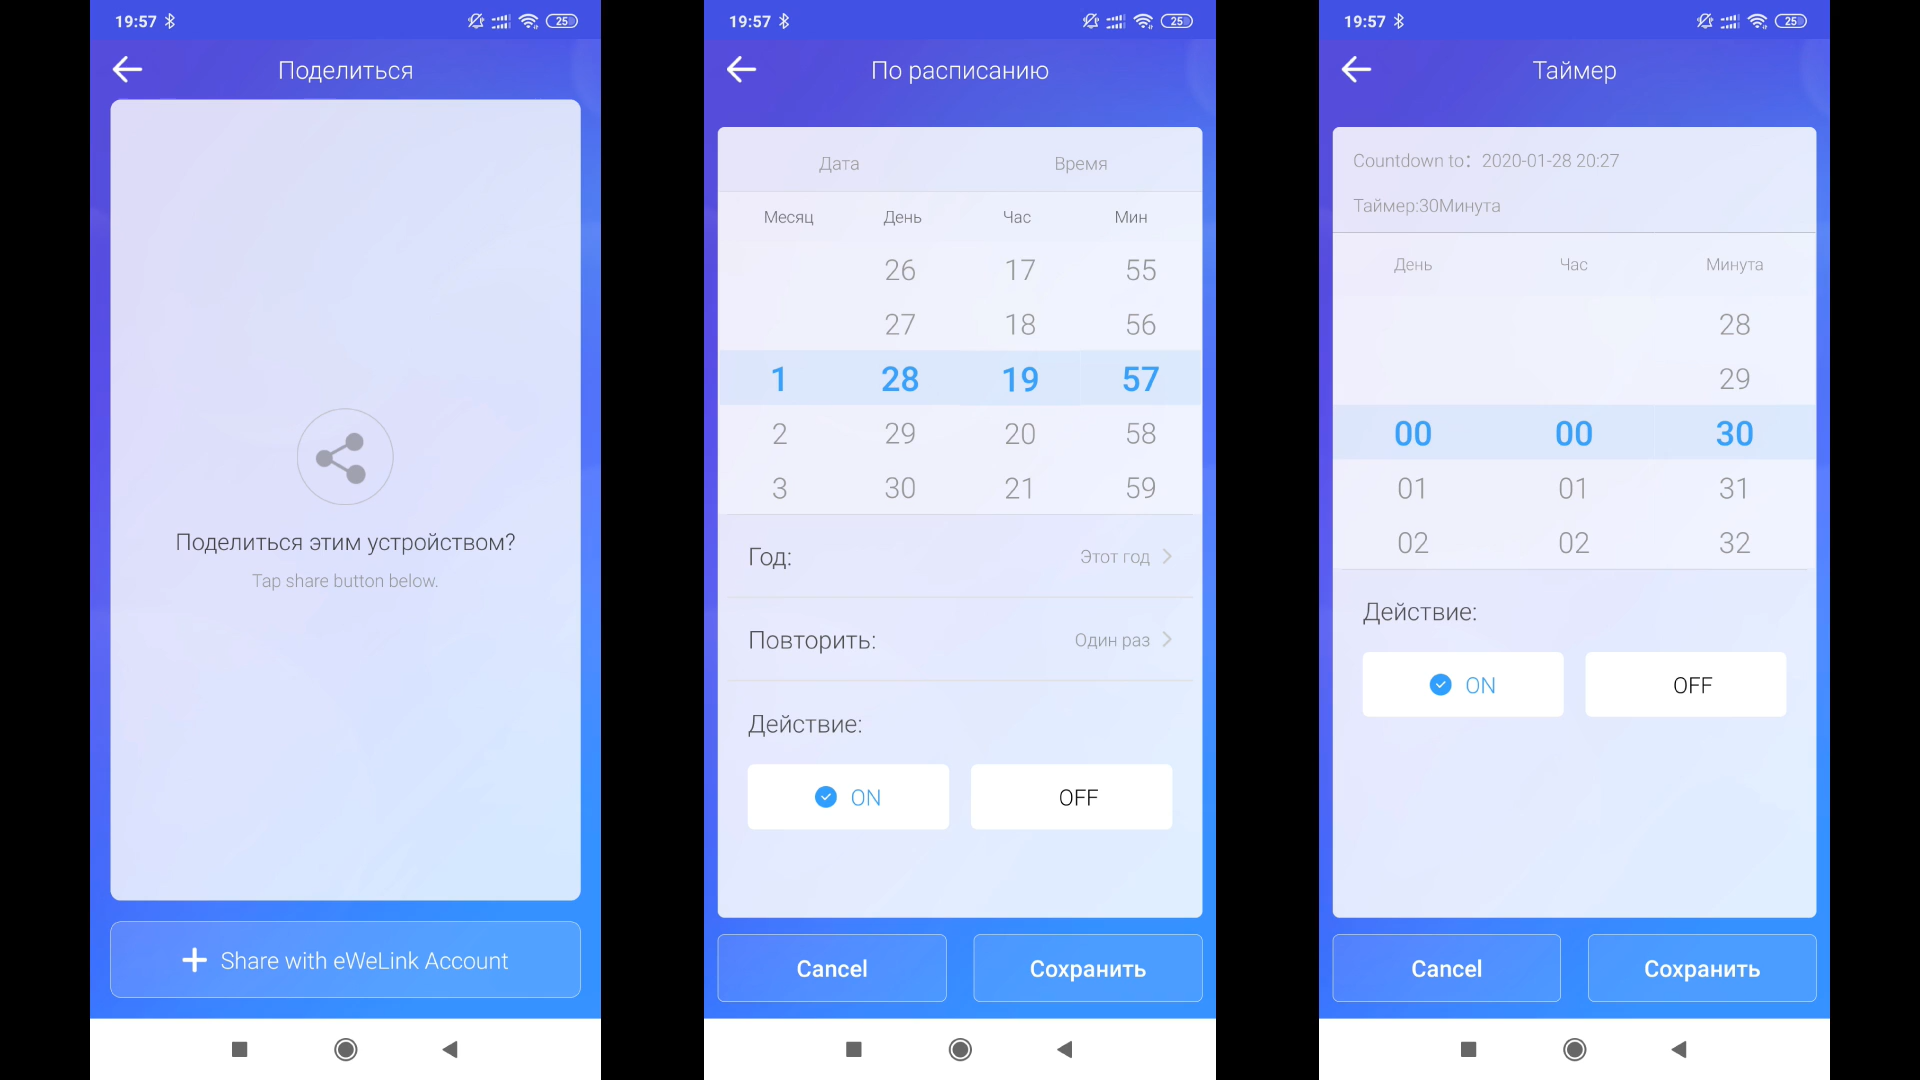 19:57
25
Поделиться
Поделиться этим устройством?
Tap share button below.
Share with eWeLink Account
19:57
25
По расписанию
Дата Время
Месяц День Час Мин
26 17 55
27 18 56
1 28 19 57
2 29 20 58
3 30 21 59
Год: Этот год
Повторить: Один раз
Действие:
ON OFF
Cancel Сохранить
19:57
25
Таймер
Countdown to: 2020-01-28 20:27
Таймер:30Минута
День Час Минута
28
29
00 00 30
01 01 31
02 02 32
Действие:
ON OFF
Cancel Сохранить